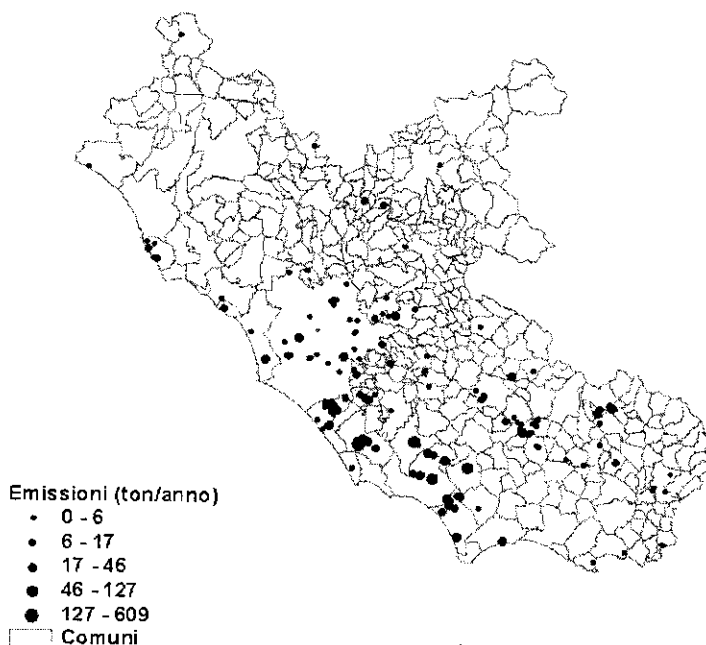 Emissioni (ton/anno)
0 - 6
6 - 17
17 - 46
46 - 127
127 - 609
Comuni